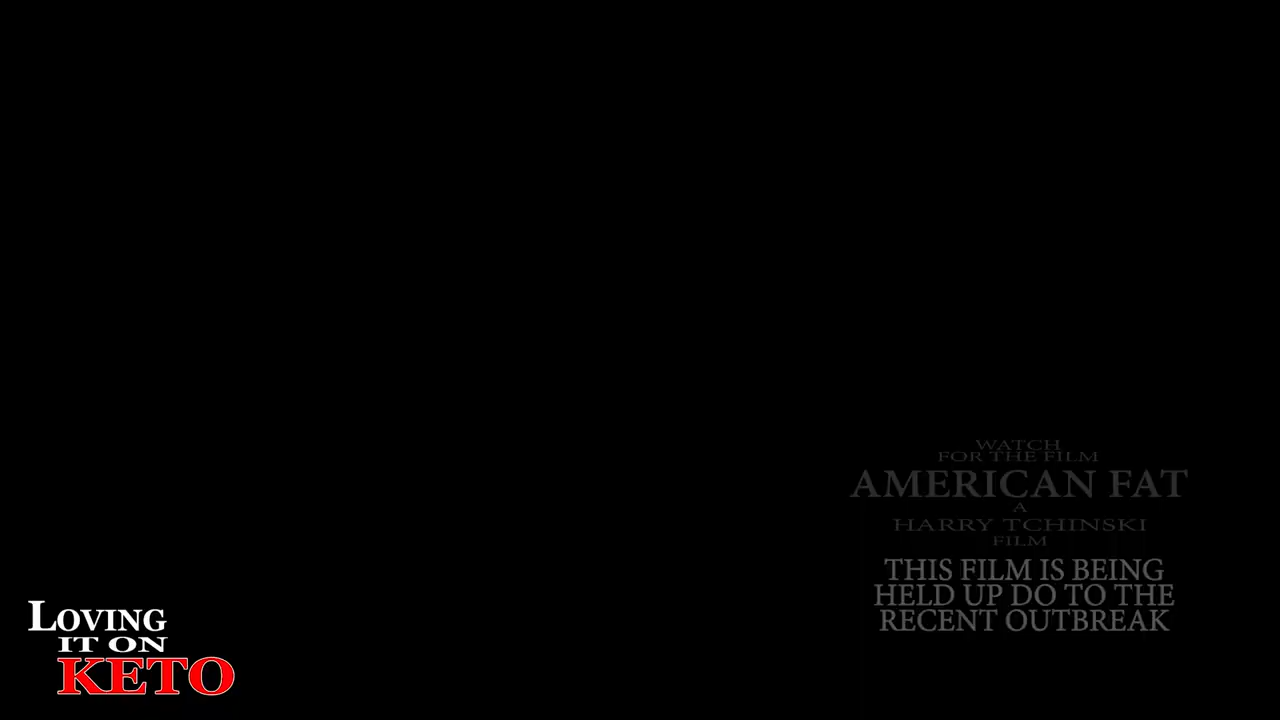 WATCH
FOR THE FILM
AMERICAN FAT
A
HARRY TCHINSKI
FILM
THIS FILM IS BEING
HELD UP DO TO THE
RECENT OUTBREAK
LOVING
IT ON
KETO